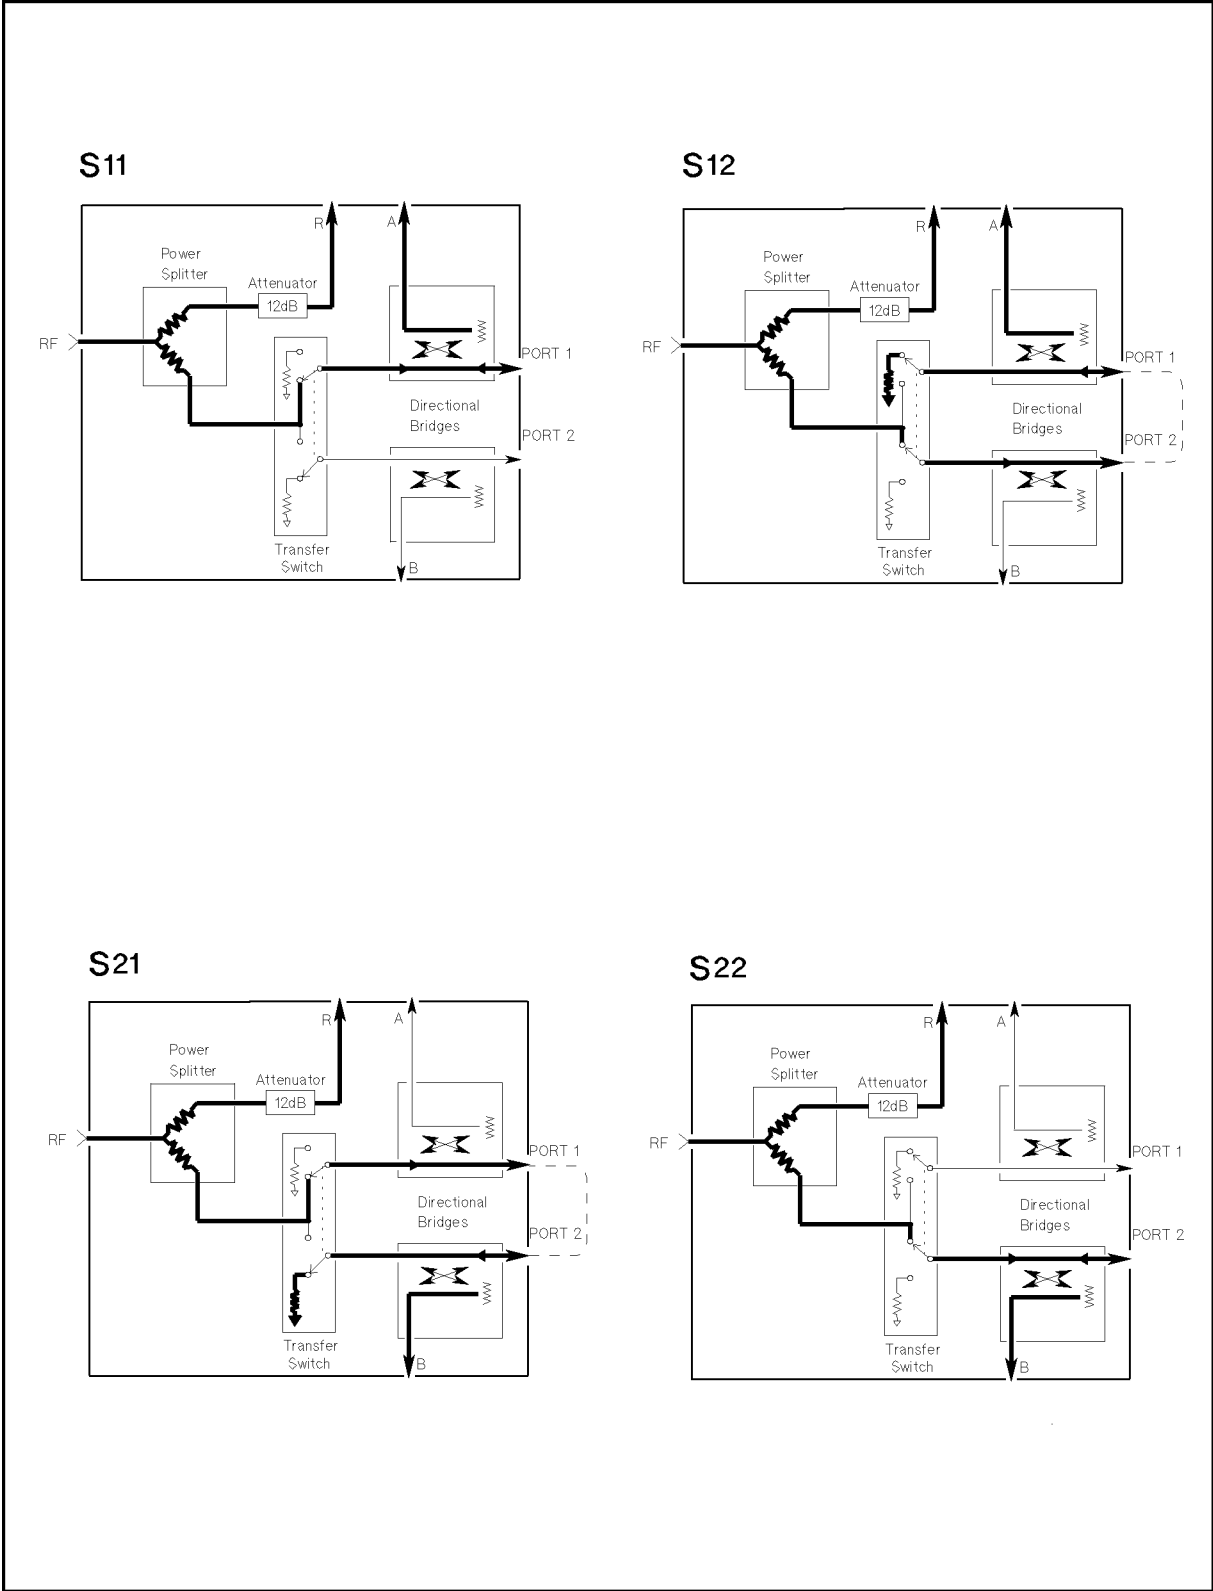 S11
R
A
Power
Splitter
Attenuator
12dB
RF
PORT 1
Directional
Bridges
PORT 2
Transfer
Switch
B
S12
R
A
Power
Splitter
Attenuator
12dB
RF
PORT 1
Directional
Bridges
PORT 2
Transfer
Switch
B
S21
R
A
Power
Splitter
Attenuator
12dB
RF
PORT 1
Directional
Bridges
PORT 2
Transfer
Switch
B
S22
R
A
Power
Splitter
Attenuator
12dB
RF
PORT 1
Directional
Bridges
PORT 2
Transfer
Switch
B